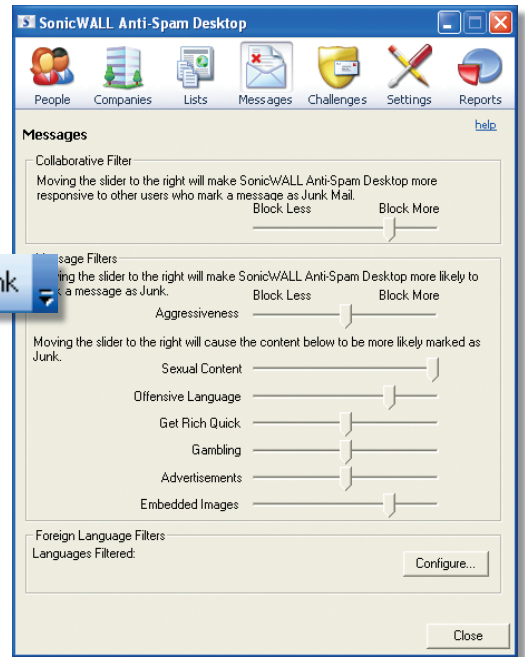 SonicWALL Anti-Spam Desktop
People Companies Lists Messages Challenges Settings Reports
help
Messages
Collaborative Filter
Moving the slider to the right will make SonicWALL Anti-Spam Desktop more
responsive to other users who mark a message as Junk Mail.
Block Less Block More
sage Filters
ing the slider to the right will make SonicWALL Anti-Spam Desktop more likely to
nk
k a message as Junk.
Block Less Block More
Aggressiveness
Moving the slider to the right will cause the content below to be more likely marked as
Junk.
Sexual Content
Offensive Language
Get Rich Quick
Gambling
Advertisements
Embedded Images
Foreign Language Filters
Languages Filtered:
Configure...
Close